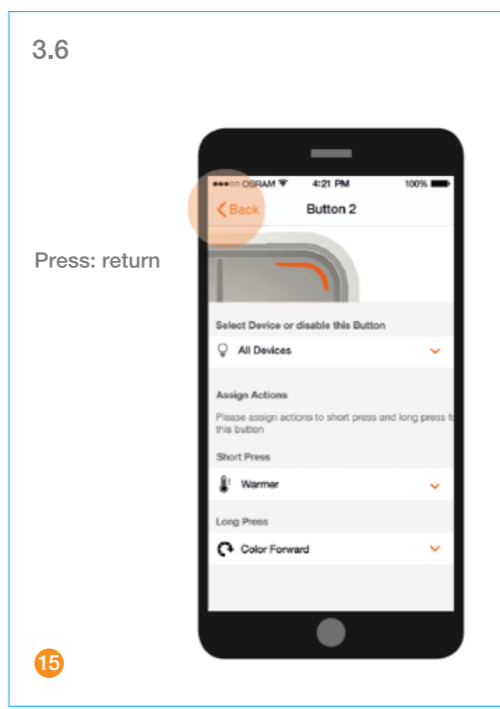 3.6
OSRAM 4:21 PM 100%
Back Button 2
Press: return
Select Device or disable this Button
All Devices
Assign Actions
Please assign actions to short press and long press
this button
Short Press
Warmer
Long Press
Color Forward
15